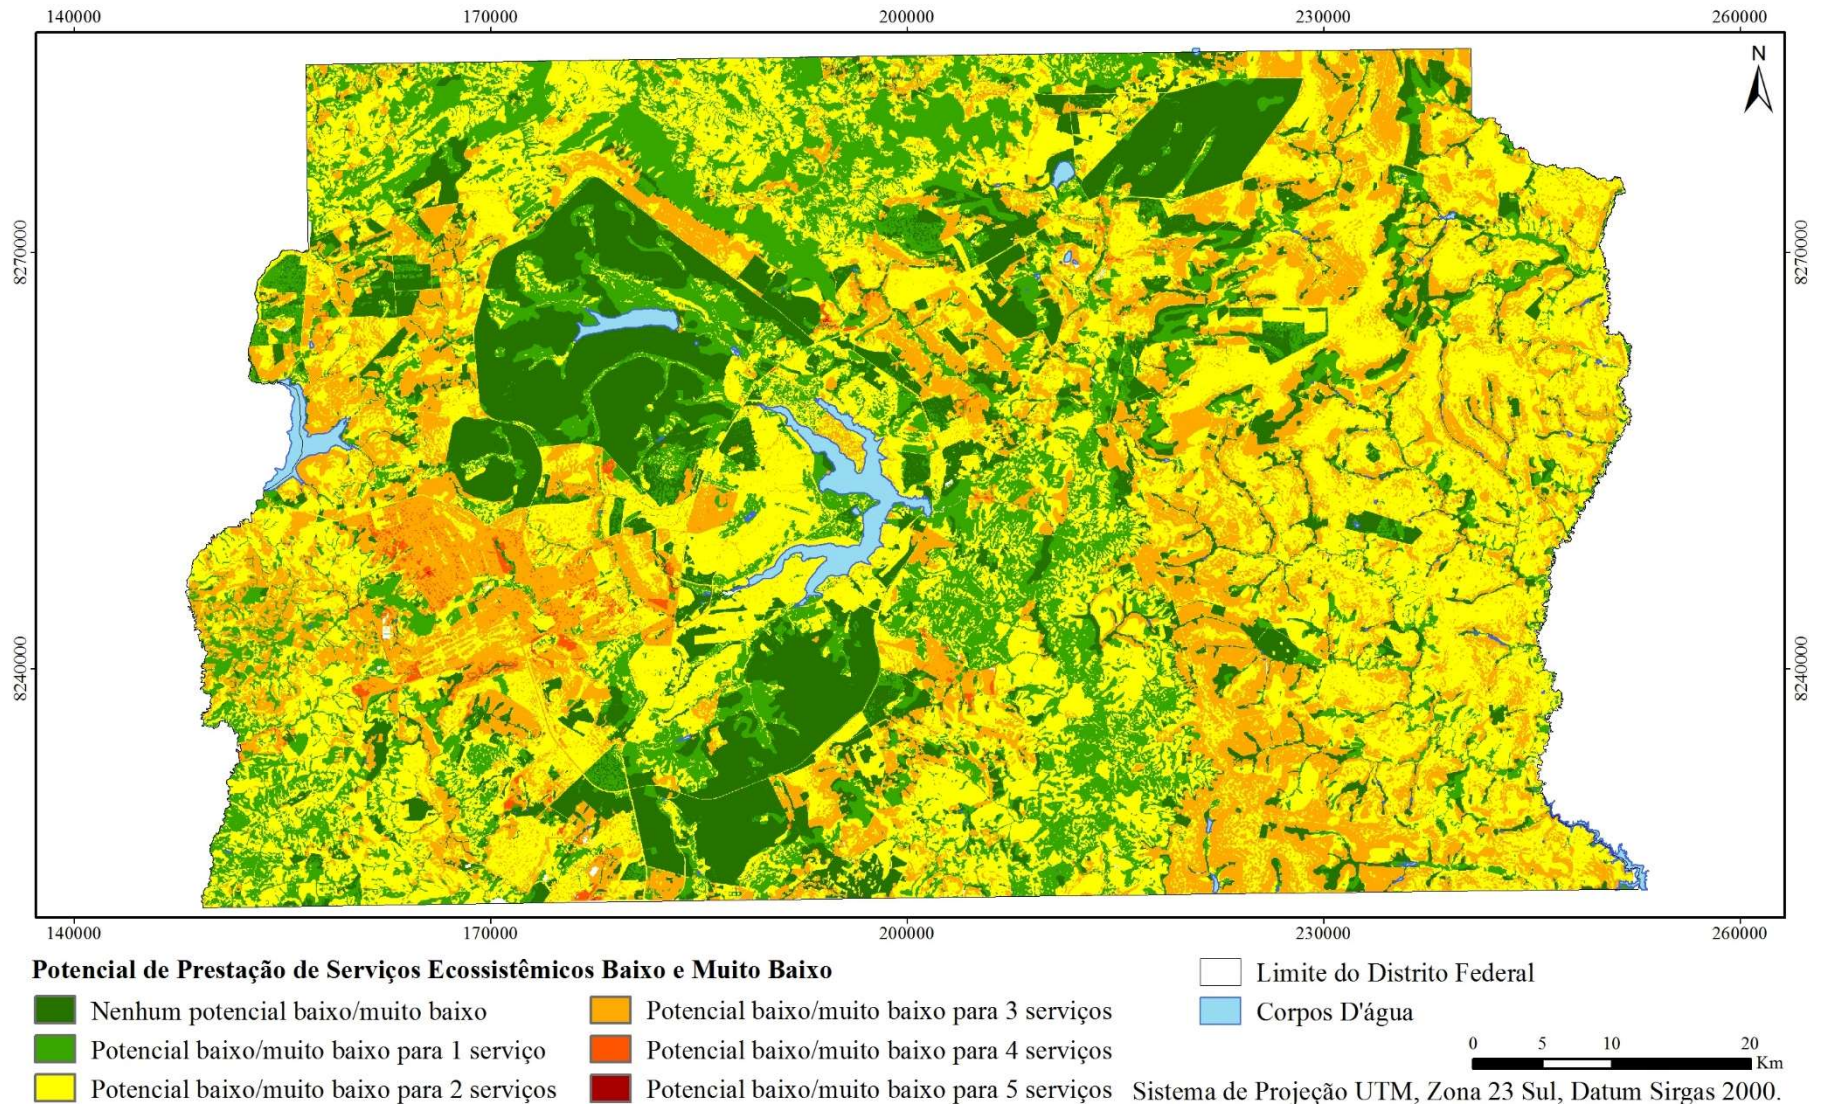 140000 170000 200000 230000 260000
N
8270000 8270000
8240000 8240000
140000 170000 200000 230000 260000
Potencial de Prestação de Serviços Ecossistêmicos Baixo e Muito Baixo
Nenhum potencial baixo/muito baixo
Potencial baixo/muito baixo para 1 serviço
Potencial baixo/muito baixo para 2 serviços
Potencial baixo/muito baixo para 3 serviços
Potencial baixo/muito baixo para 4 serviços
Potencial baixo/muito baixo para 5 serviços
Limite do Distrito Federal
Corpos D'água
0 5 10 20
Km
Sistema de Projeção UTM, Zona 23 Sul, Datum Sirgas 2000.